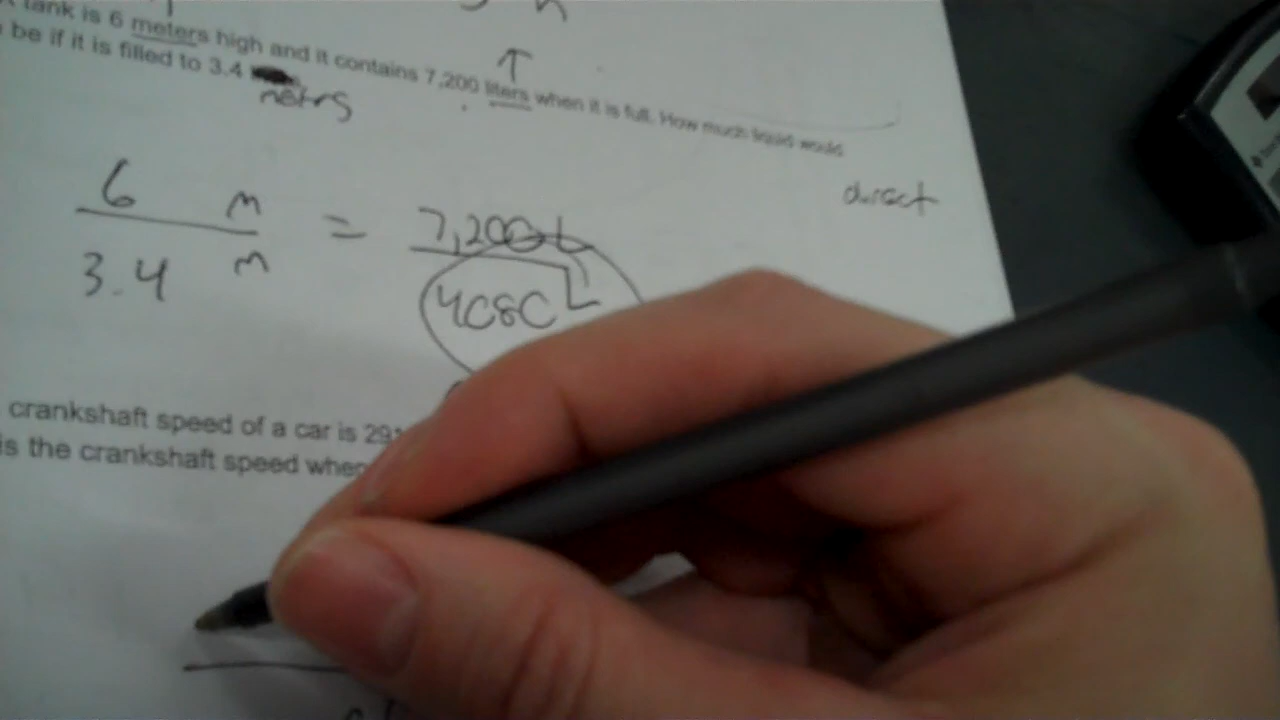 tank is 6 meters high and it contains 7,200 liters when it is full. How much liquid would
be if it is filled to 3.4
meters
direct
6 m = 7,200 L
3.4 m 4080 L
crankshaft speed of a car is 291
is the crankshaft speed when